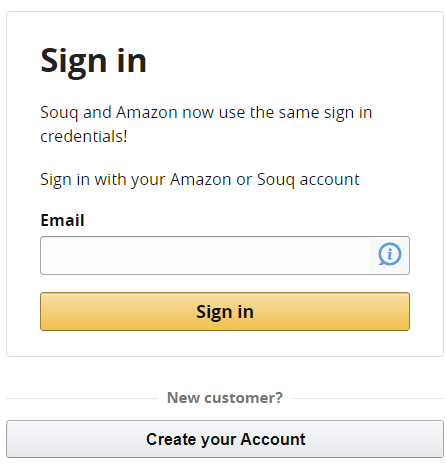 Sign in
Souq and Amazon now use the same sign in
credentials!
Sign in with your Amazon or Souq account
Email
Sign in
New customer?
Create your Account